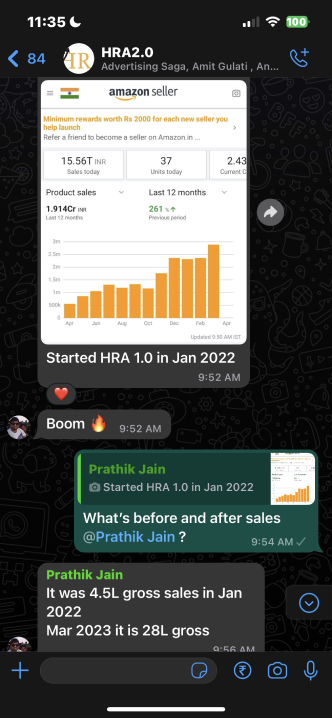 11:35
100
84
HR
HRA2.0
Advertising Saga, Amit Gulati , An...
amazon seller
Minimum rewards worth Rs 2000 for each new seller you
help launch
Refer a friend to become a seller on Amazon.in ...
15.56T INR
Sales today
37
Units today
2.43
Current C
Product sales
Last 12 months
1.914Cr INR
Last 12 months
261 %
Previous period
3m
2.5m
2m
1.5m
1m
500k
0
Apr Jan Aug Oct Dec Feb Apr
Updated 9:50 AM IST
Started HRA 1.0 in Jan 2022
9:52 AM
Boom
9:52 AM
Prathik Jain
Started HRA 1.0 in Jan 2022
What's before and after sales
@Prathik Jain ?
9:54 AM
Prathik Jain
It was 4.5L gross sales in Jan
2022
Mar 2023 it is 28L gross
9:56 AM